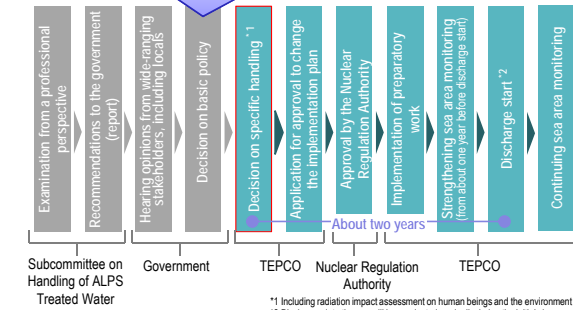 Examination from a professional
perspective
Recommendations to the government
(report)
Hearing opinions from wide-ranging
stakeholders, including locals
Decision on basic policy
Decision on specific handling *1
Application for approval to change
the Implementation plan
Approval by the Nuclear
Regulation Authority
Implementation of preparatory
work
Strengthening sea area monitoring
(from about one year before discharge start)
Discharge start *2
Continuing sea area monitoring
About two years
Subcommittee on
Handling of ALPS
Treated Water
Government
TEPCO
Nuclear Regulation
Authority
TEPCO
*1 Including radiation impact assessment on human beings and the environment